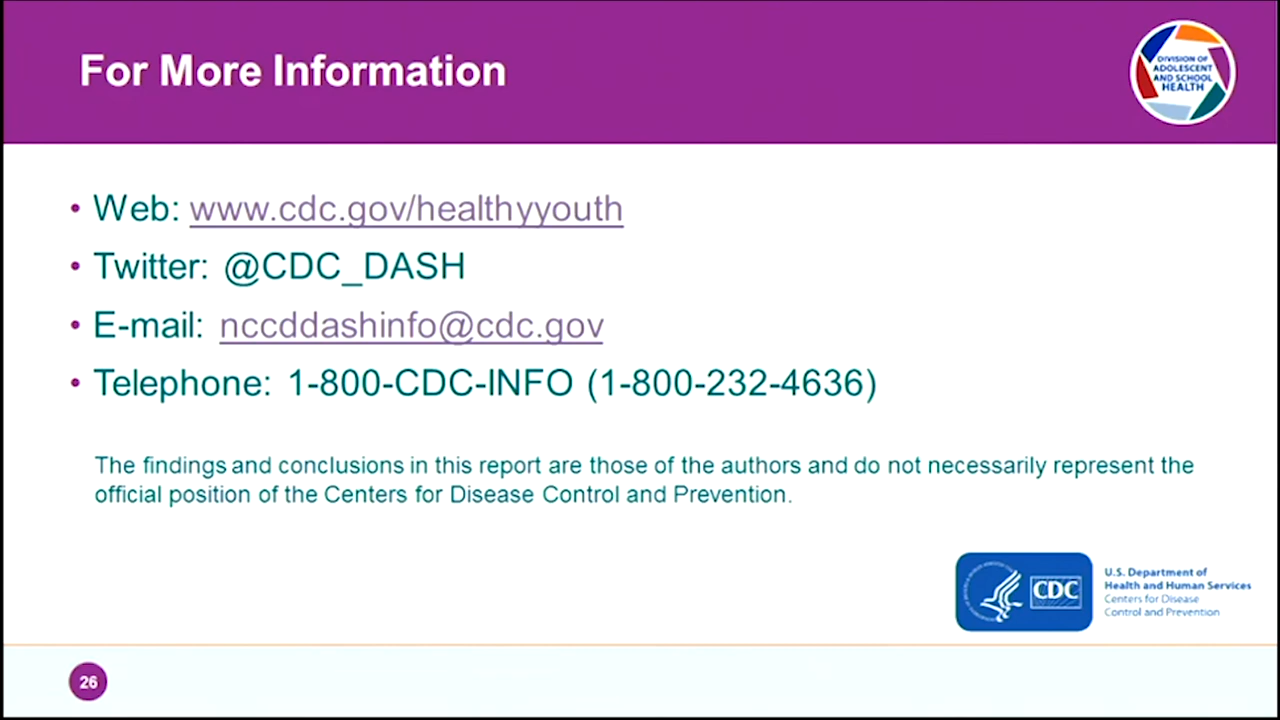 For More Information
DIVISION OF
ADOLESCENT
AND SCHOOL
HEALTH
• Web: www.cdc.gov/healthyyouth
• Twitter: @CDC_DASH
• E-mail: nccddashinfo@cdc.gov
• Telephone: 1-800-CDC-INFO (1-800-232-4636)
The findings and conclusions in this report are those of the authors and do not necessarily represent the
official position of the Centers for Disease Control and Prevention.
CDC
U.S. Department of
Health and Human Services
Centers for Disease
Control and Prevention
26